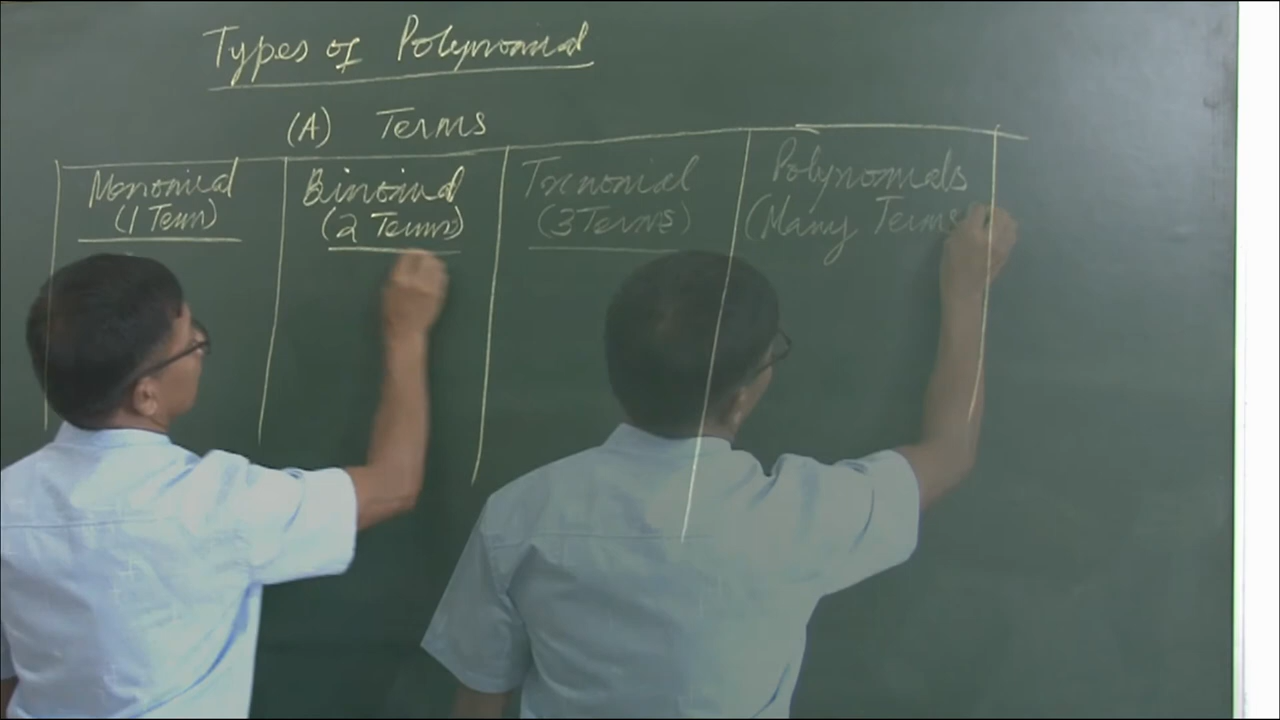 Types of Polynomial
(A) Terms
Monomial
(1 Term)
Binomial
(2 Terms)
Trinomial
(3 Terms)
Polynomials
(Many Terms